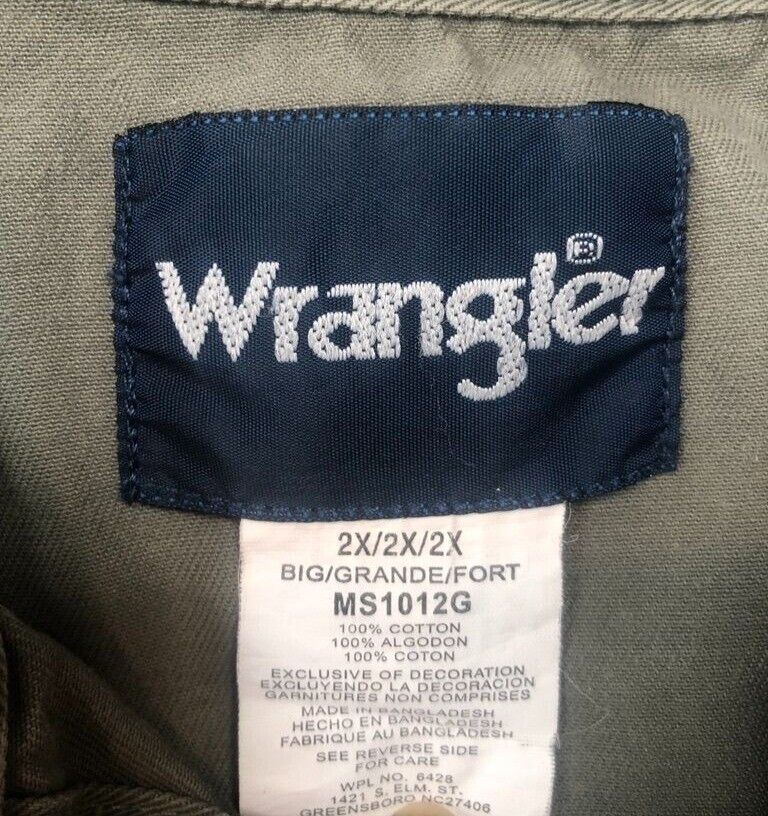 Wrangler®
2X/2X/2X
BIG/GRANDE/FORT
MS1012G
100% COTTON
100% ALGODON
100% COTON
EXCLUSIVE OF DECORATION
EXCLUYENDO LA DECORACION
GARNITURES NON COMPRISES
MADE IN BANGLADESH
HECHO EN BANGLADESH
FABRIQUE AU BANGLADESH
SEE REVERSE SIDE
FOR CARE
WPL NO. 6428
1421 S. ELM. ST.
GREENSBORO NC27406